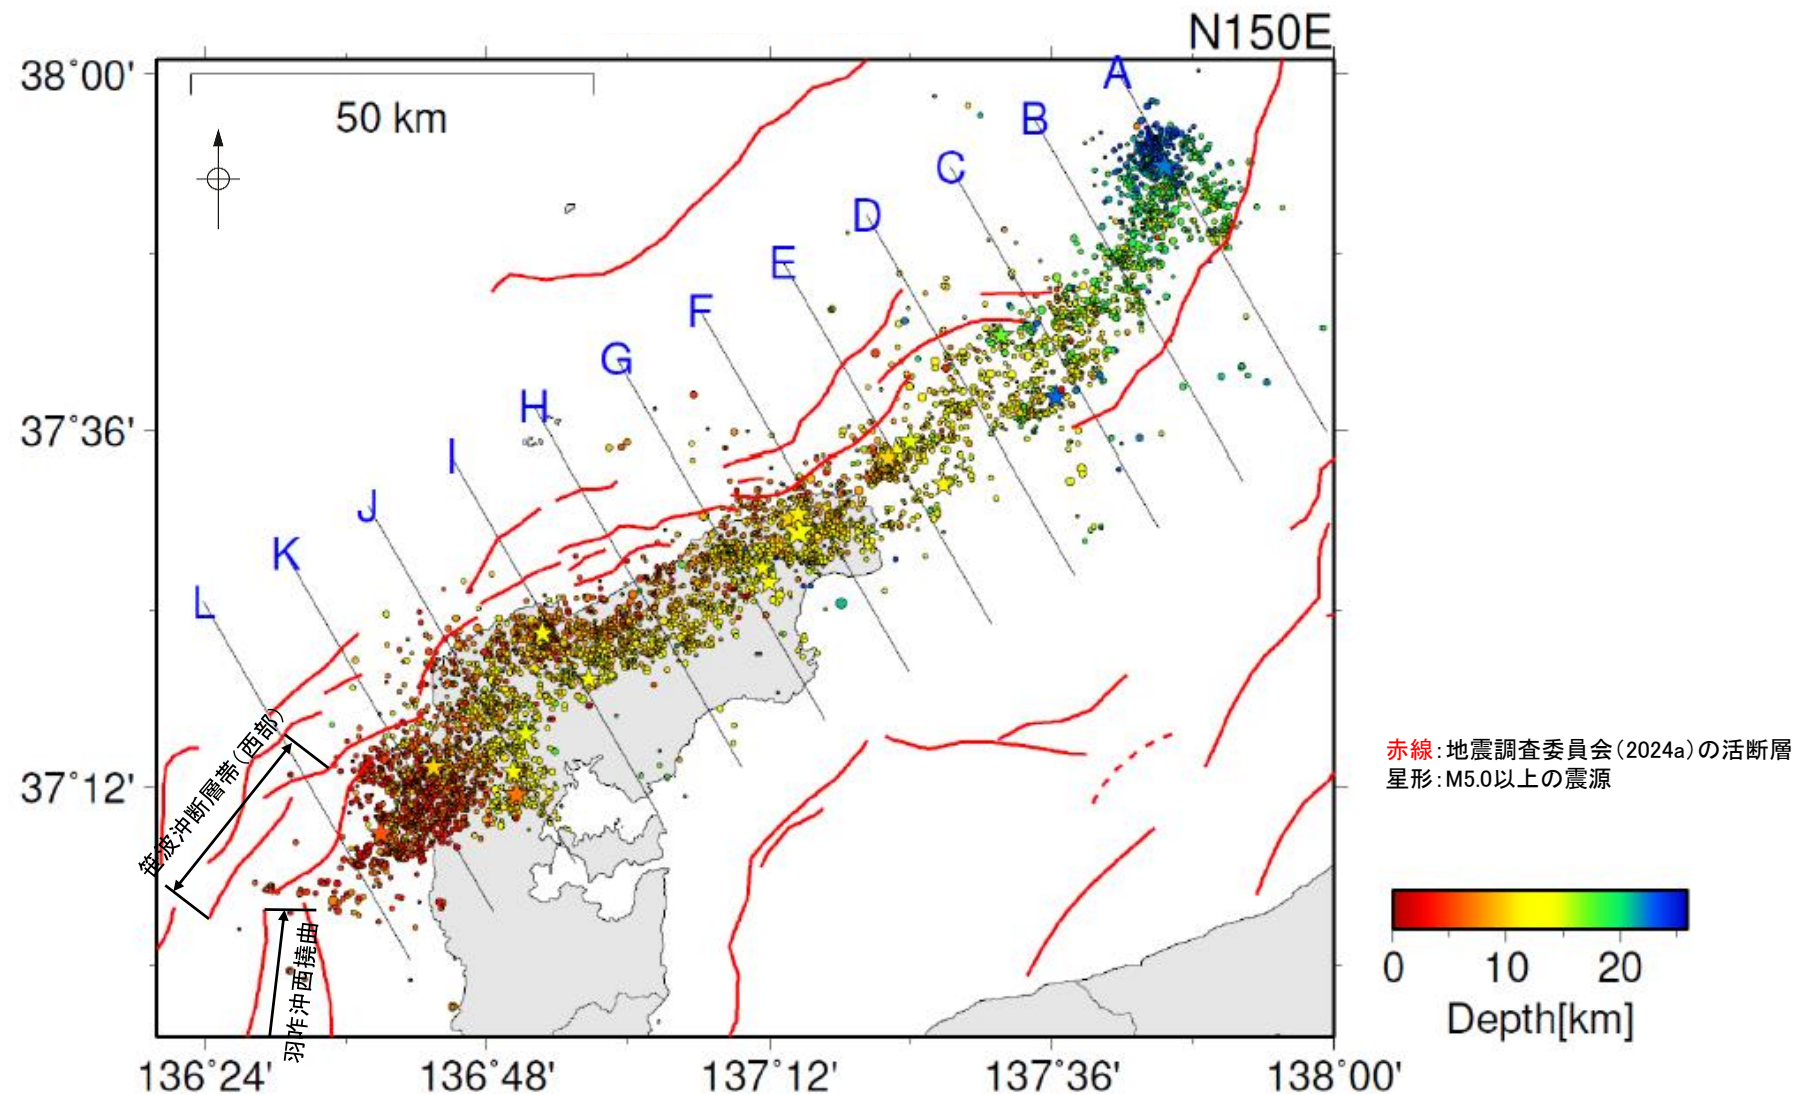 N150E
38°00'
50 km
A
B
C
D
E
F
G
37°36'
H
I
J
K
L
笹波沖断層帯(西部)
赤線:地震調査委員会(2024a)の活断層
星形:M5.0以上の震源
37°12'
羽咋沖西撓曲
0 10 20
Depth[km]
136°24' 136°48' 137°12' 137°36' 138°00'